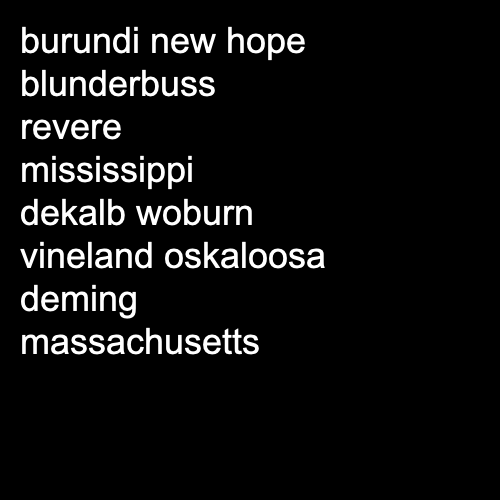 burundi new hope
blunderbuss
revere
mississippi
dekalb woburn
vineland oskaloosa
deming
massachusetts